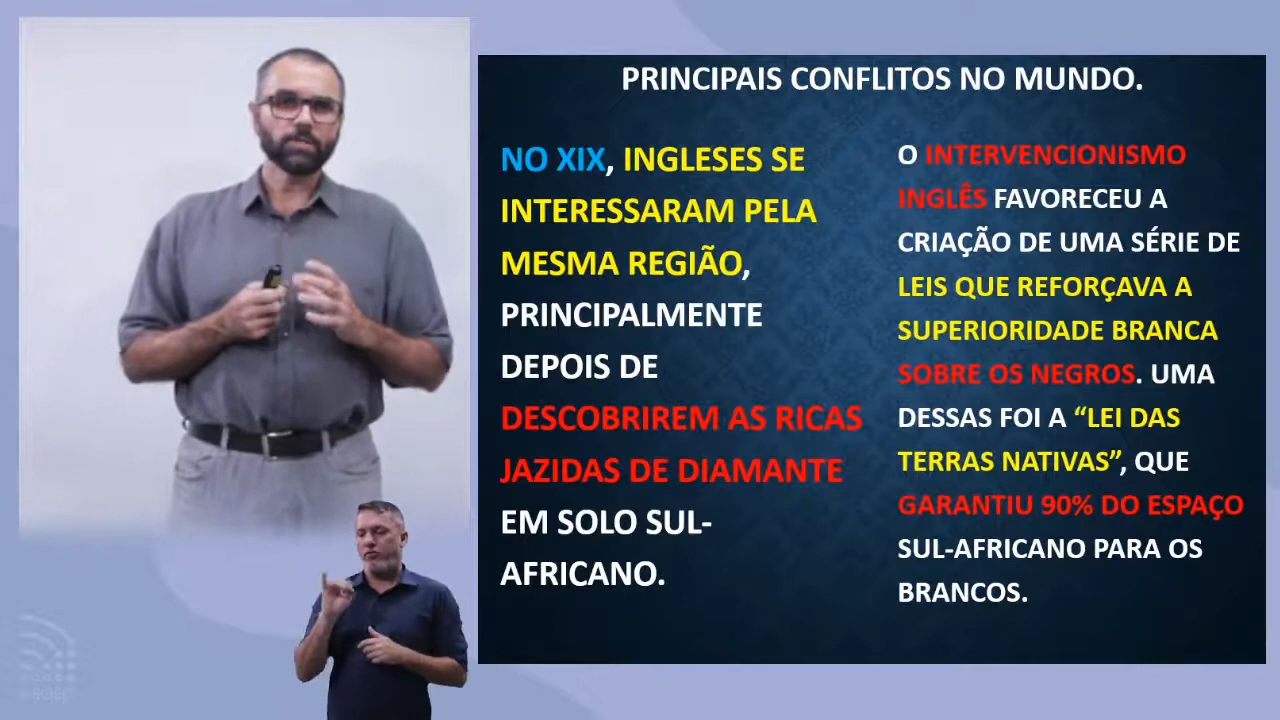 PRINCIPAIS CONFLITOS NO MUNDO.
NO XIX, INGLESES SE
INTERESSARAM PELA
MESMA REGIÃO,
PRINCIPALMENTE
DEPOIS DE
DESCOBRIREM AS RICAS
JAZIDAS DE DIAMANTE
EM SOLO SUL-
AFRICANO.
O INTERVENCIONISMO
INGLÊS FAVORECEU A
CRIAÇÃO DE UMA SÉRIE DE
LEIS QUE REFORÇAVA A
SUPERIORIDADE BRANCA
SOBRE OS NEGROS. UMA
DESSAS FOI A “LEI DAS
TERRAS NATIVAS”, QUE
GARANTIU 90% DO ESPAÇO
SUL-AFRICANO PARA OS
BRANCOS.